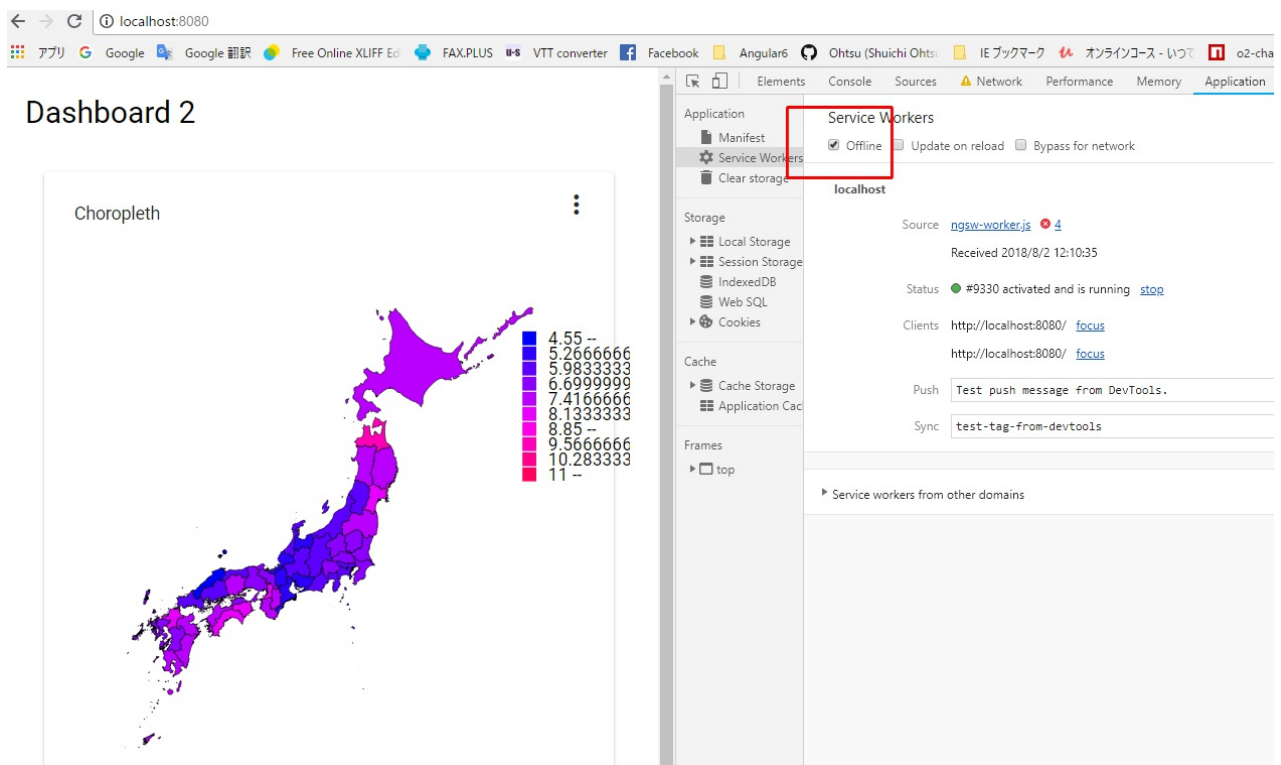 localhost:8080
アプリ Google Google 翻訳 Free Online XLIFF Ed FAX.PLUS U-S VTT converter Facebook Angular6 Ohtsu (Shuichi Ohts IE ブックマーク オンラインコース - いつで o2-cha
Dashboard 2
Choropleth
4.55 --
5.2666666
5.9833333
6.6999999
7.4166666
8.1333333
8.85 --
9.5666666
10.283333
11 --
Elements Console Sources Network Performance Memory Application
Application
Manifest
Service Workers
Clear storage
Storage
Local Storage
Session Storage
IndexedDB
Web SQL
Cookies
Cache
Cache Storage
Application Cac
Frames
top
Service Workers
Offline Update on reload Bypass for network
localhost
Source ngsw-worker.js 4
Received 2018/8/2 12:10:35
Status #9330 activated and is running stop
Clients http://localhost:8080/ focus
http://localhost:8080/ focus
Push Test push message from DevTools.
Sync test-tag-from-devtools
Service workers from other domains